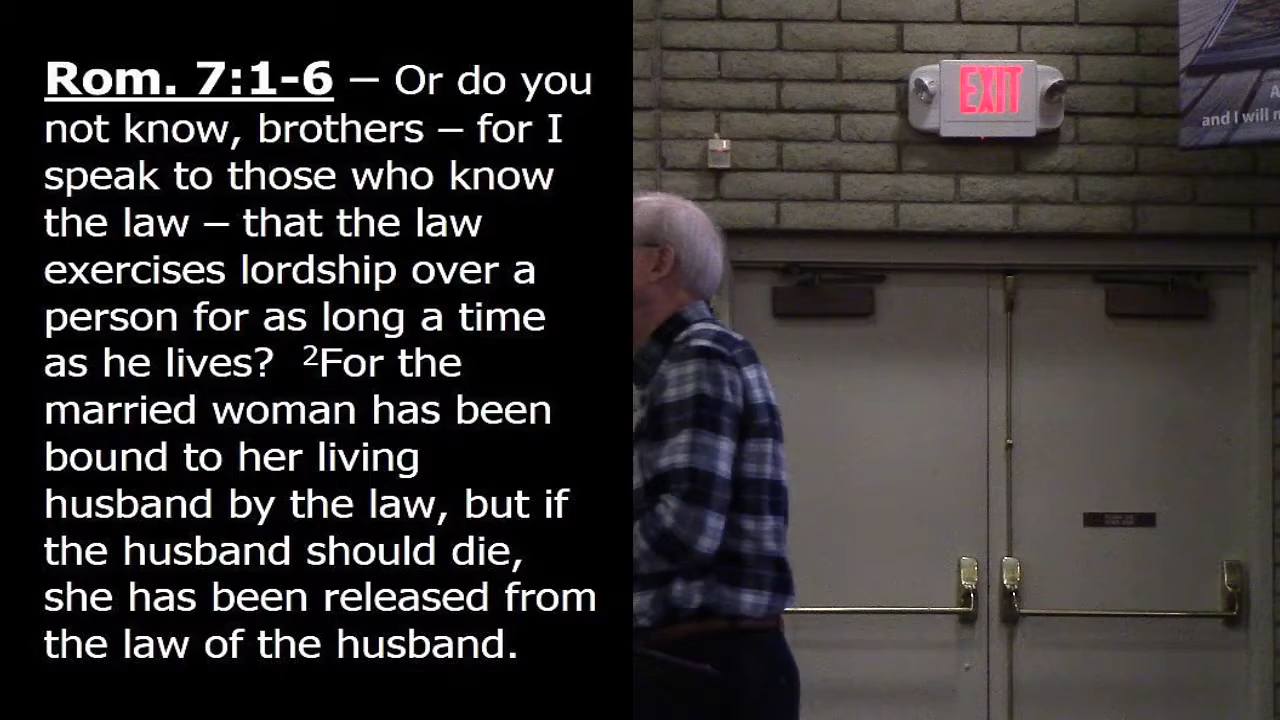 Rom. 7:1-6 – Or do you
not know, brothers – for I
speak to those who know
the law – that the law
exercises lordship over a
person for as long a time
as he lives?  ²For the
married woman has been
bound to her living
husband by the law, but if
the husband should die,
she has been released from
the law of the husband.
EXIT
and I will